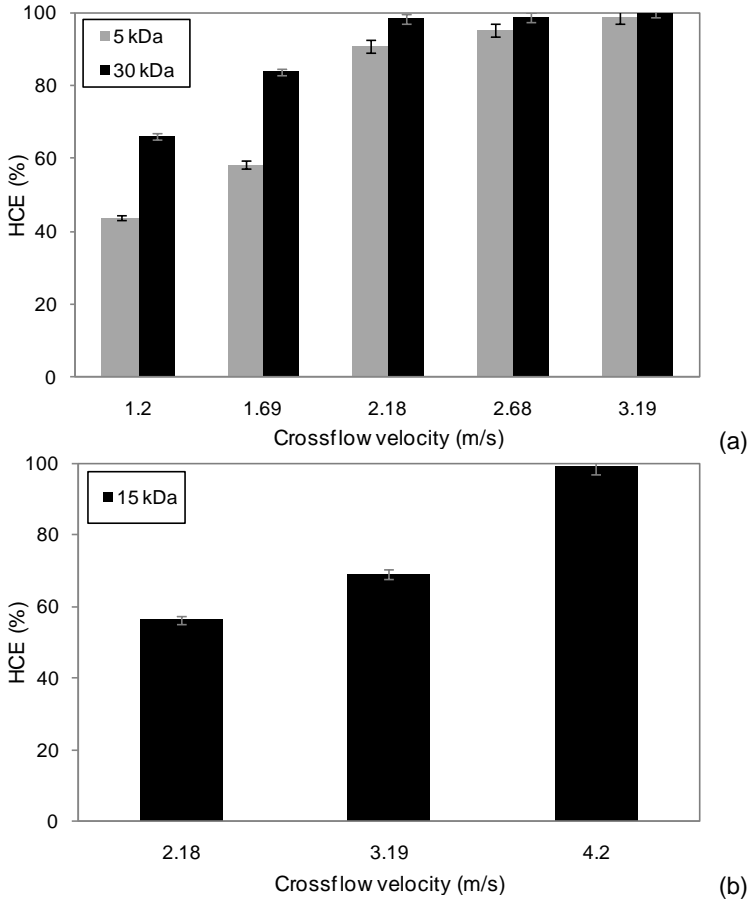 100
80
60
40
20
0
HCE (%)
5 kDa
30 kDa
1.2 1.69 2.18 2.68 3.19
Crossflow velocity (m/s)
(a)
100
80
60
40
20
0
HCE (%)
15 kDa
2.18 3.19 4.2
Crossflow velocity (m/s)
(b)